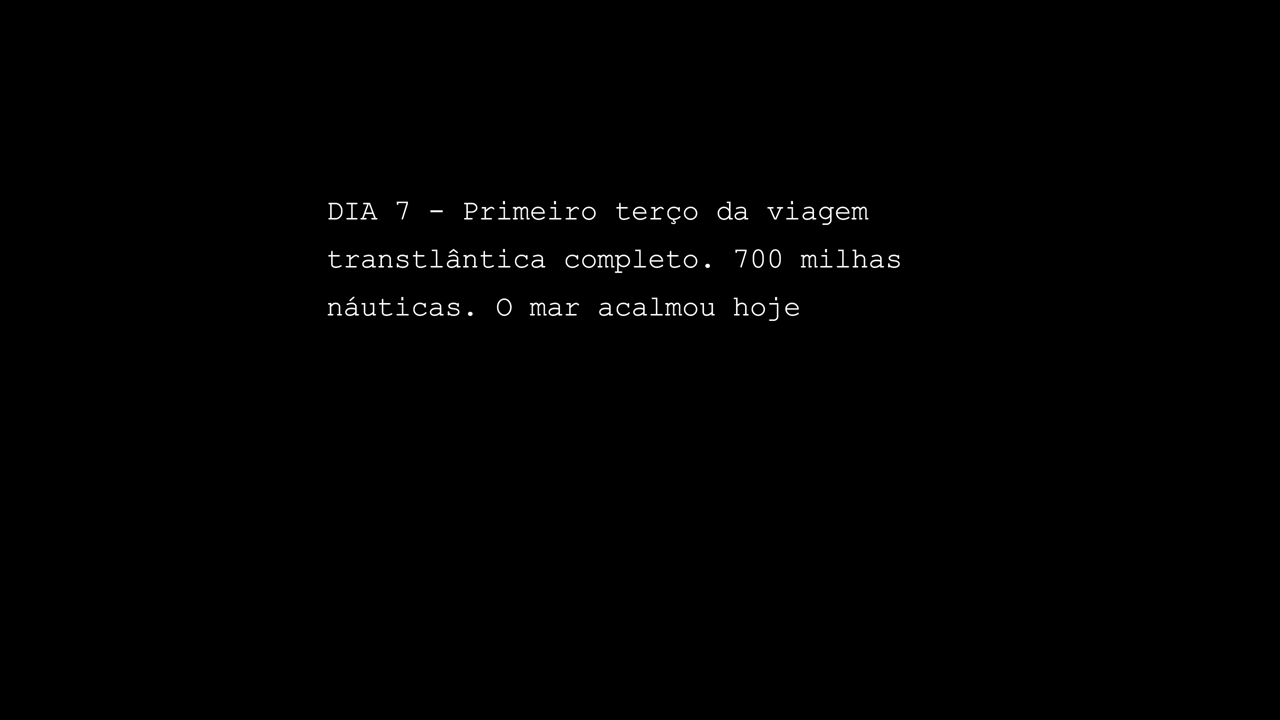 DIA 7 - Primeiro terço da viagem
transtlântica completo. 700 milhas
náuticas. O mar acalmou hoje